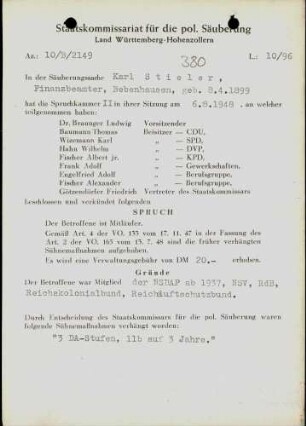 Staatskommissariat für die pol. Säuberung
Land Württemberg-Hohenzollern
Az.: 10/B/2149
L.: 10/96
380
In der Säuberungssache Karl Stieler,
Finanzbeamter, Bebenhausen, geb. 8.4.1899
hat die Spruchkammer II in ihrer Sitzung am 6.8.1948, an welcher
teilgenommen haben:
Dr. Beuunger Ludwig Vorsitzender
Baumann Thomas Beisitzer — CDU,
Wizemann Karl „ — SPD,
Hahn Wilhelm „ — DVP,
Fischer Albert jr. „ — KPD,
Frank Adolf „ — Gewerkschaften,
Engelfried Adolf „ — Berufsgruppe,
Fischer Alexander „ — Berufsgruppe,
Götzendörfer Friedrich Vertreter des Staatskommissars
beschlossen und verkündet folgenden
SPRUCH
Der Betroffene ist Mitläufer.
Gemäß Art. 4 der VO. 133 vom 17. 11. 47 in der Fassung des
Art. 2 der VO. 165 vom 13. 7. 48 sind die früher verhängten
Sühnemaßnahmen aufgehoben.
Es wird eine Verwaltungsgebühr von DM 20.— erhoben.
Gründe
Der Betroffene war Mitglied der NSDAP ab 1937, NSV, RdB,
Reichskolonialbund, Reichsluftschutzbund.
Durch Entscheidung des Staatskommissars für die pol. Säuberung waren
folgende Sühnemaßnahmen verhängt worden:
"3 DA-Stufen, 11b auf 3 Jahre."